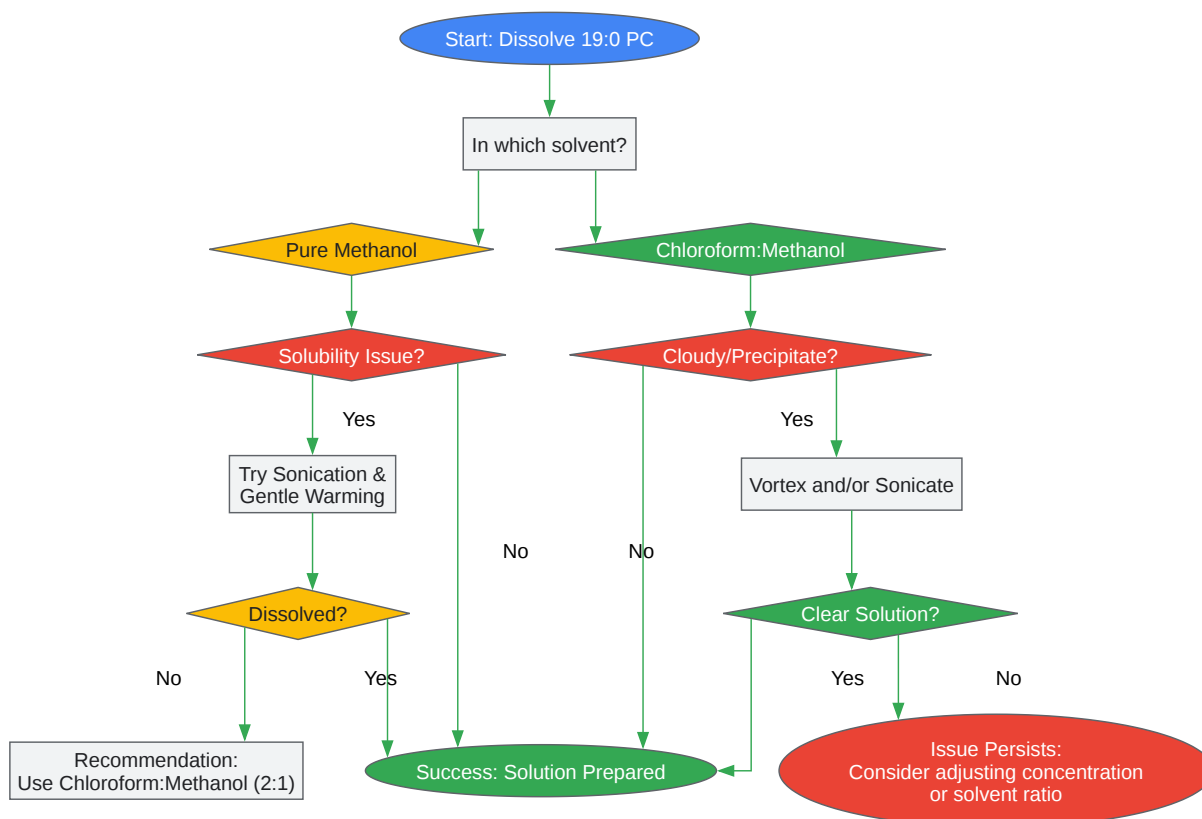 Start: Dissolve 19:0 PC
In which solvent?
Pure Methanol
Chloroform:Methanol
Solubility Issue?
Cloudy/Precipitate?
Yes
Yes
Try Sonication &
Gentle Warming
Vortex and/or Sonicate
No
No
Dissolved?
Clear Solution?
No
Yes
Yes
No
Recommendation:
Use Chloroform:Methanol (2:1)
Success: Solution Prepared
Issue Persists:
Consider adjusting concentration
or solvent ratio